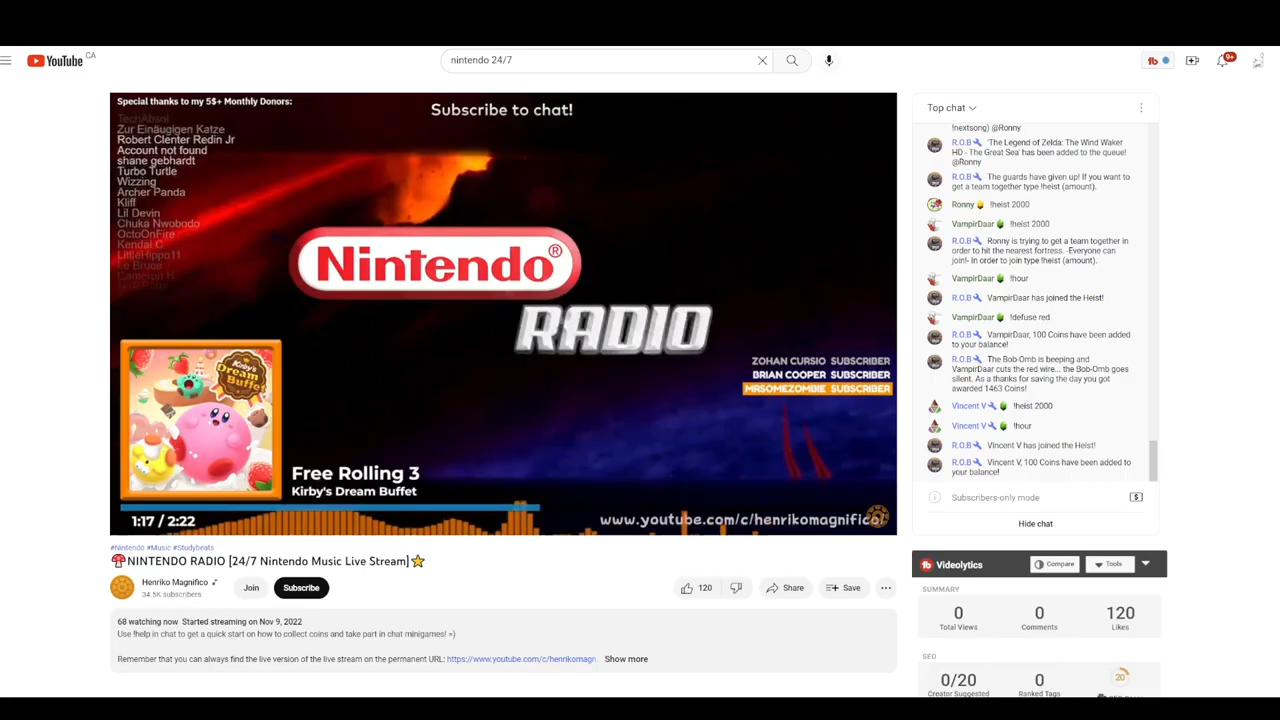 YouTube CA
nintendo 24/7
9+
Special thanks to my 5$+ Monthly Donors:
TechAbsol
Zur Einäugigen Katze
Robert Clenter Redin Jr
Account not found
shane gebhardt
Turbo Turtle
Wizzing
Archer Panda
Kliff
Lil Devin
Chuka Nwobodo
OctoOnFire
Kendal C
LittleHippo11
Le Bruce
Cameron H
Subscribe to chat!
Nintendo®
RADIO
ZOHAN CURSIO SUBSCRIBER
BRIAN COOPER SUBSCRIBER
MRSOMEZOMBIE SUBSCRIBER
Kirby's
Dream
Buffet
Free Rolling 3
Kirby's Dream Buffet
1:17 / 2:22
www.youtube.com/c/henrikomagnifico/
#Nintendo #Music #Studybeats
🍄NINTENDO RADIO [24/7 Nintendo Music Live Stream]⭐
Henriko Magnifico
34.5K subscribers
Join
Subscribe
120
Share
Save
68 watching now Started streaming on Nov 9, 2022
Use !help in chat to get a quick start on how to collect coins and take part in chat minigames! =)
Remember that you can always find the live version of the live stream on the permanent URL: https://www.youtube.com/c/henrikomagn. Show more
Top chat
!nextsong) @Ronny
R.O.B 'The Legend of Zelda: The Wind Waker
HD - The Great Sea' has been added to the queue!
@Ronny
R.O.B The guards have given up! If you want
to get a team together type !heist (amount).
Ronny !heist 2000
VampirDaar !heist 2000
R.O.B Ronny is trying to get a team together in
order to hit the nearest fortress. -Everyone can
join!- In order to join type !heist (amount).
VampirDaar !hour
R.O.B VampirDaar has joined the Heist!
VampirDaar !defuse red
R.O.B VampirDaar, 100 Coins have been added
to your balance!
R.O.B The Bob-Omb is beeping and
VampirDaar cuts the red wire... the Bob-Omb goes
silent. As a thanks for saving the day you got
awarded 1463 Coins!
Vincent V !heist 2000
Vincent V !hour
R.O.B Vincent V has joined the Heist!
R.O.B Vincent V, 100 Coins have been added to
your balance!
Subscribers-only mode
Hide chat
tb Videolytics Compare Tools
SUMMARY
0 0 120
Total Views Comments Likes
SEO
0/20 0 20
Creator Suggested Ranked Tags